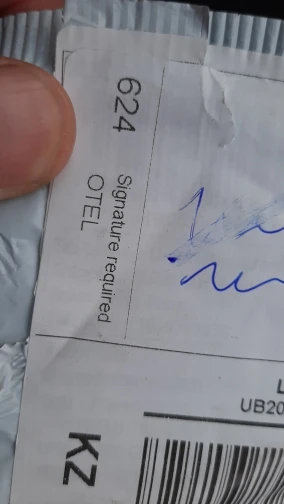 624
Signature required
OTEL
L
UB20
KZ